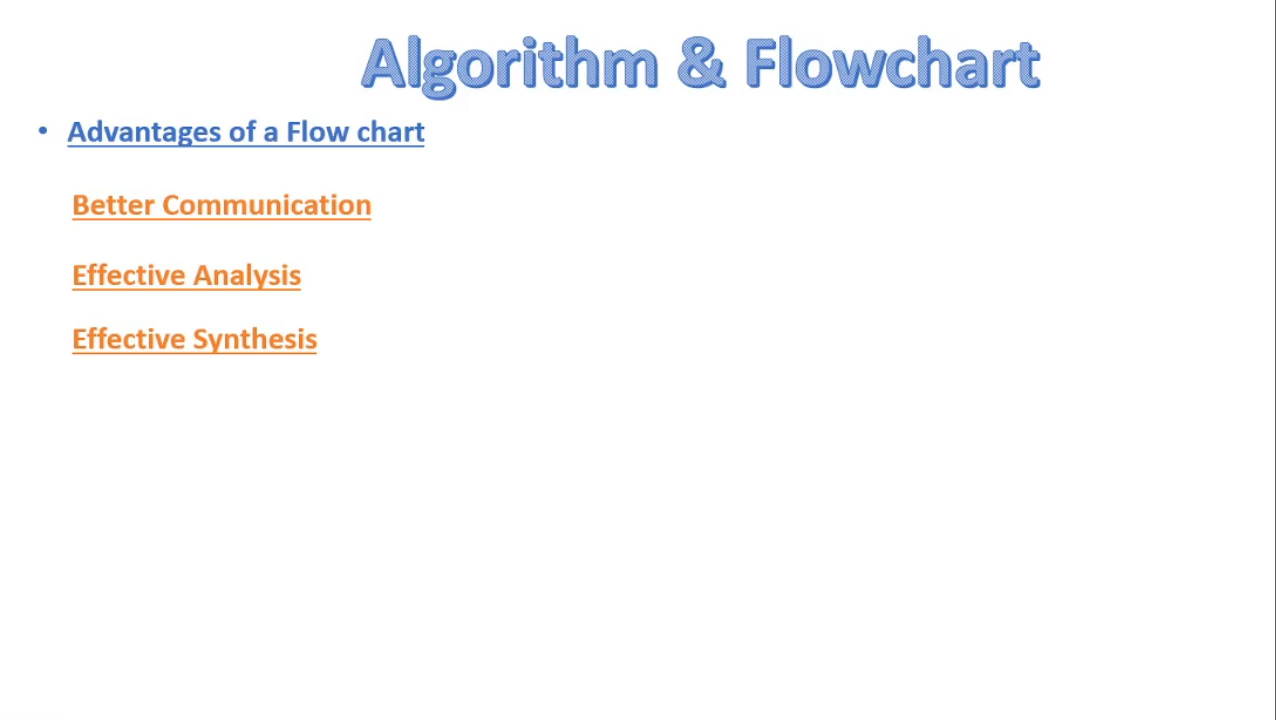 Algorithm & Flowchart
• Advantages of a Flow chart
Better Communication
Effective Analysis
Effective Synthesis